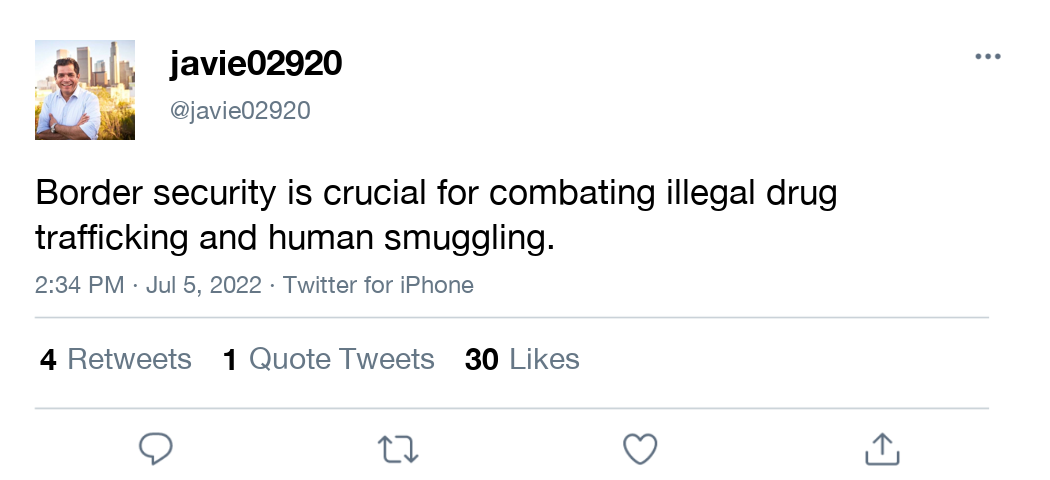 javie02920
@javie02920
Border security is crucial for combating illegal drug
trafficking and human smuggling.
2:34 PM · Jul 5, 2022 · Twitter for iPhone
4 Retweets 1 Quote Tweets 30 Likes